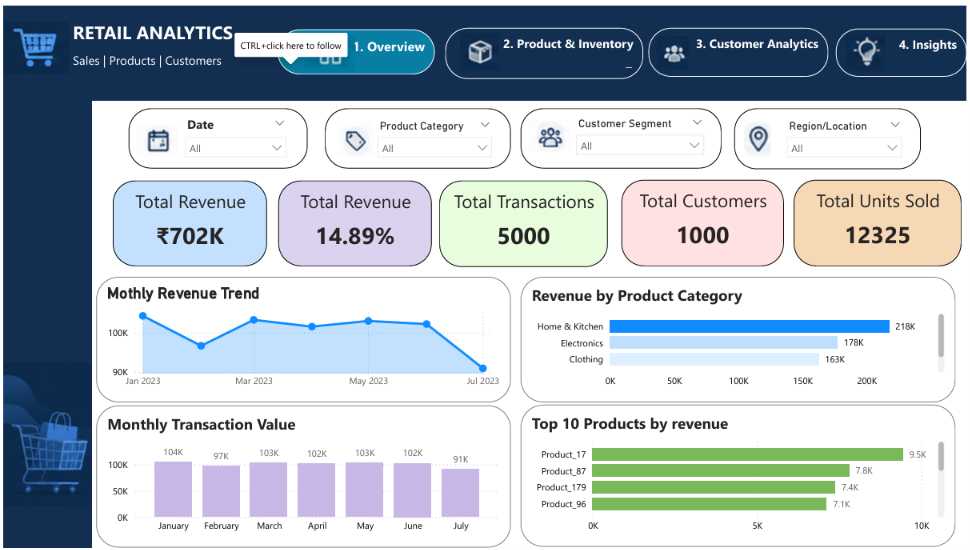 RETAIL ANALYTICS
Sales | Products | Customers
CTRL+click here to follow
1. Overview
2. Product & Inventory
_
3. Customer Analytics
4. Insights
Date
All
Product Category
All
Customer Segment
All
Region/Location
All
Total Revenue
₹702K
Total Revenue
14.89%
Total Transactions
5000
Total Customers
1000
Total Units Sold
12325
Mothly Revenue Trend
100K
90K
Jan 2023
Mar 2023
May 2023
Jul 2023
Revenue by Product Category
Home & Kitchen
218K
Electronics
178K
Clothing
163K
0K
50K
100K
150K
200K
Monthly Transaction Value
100K
50K
0K
104K
97K
103K
102K
103K
102K
91K
January
February
March
April
May
June
July
Top 10 Products by revenue
Product_17
9.5K
Product_87
7.8K
Product_179
7.4K
Product_96
7.1K
0K
5K
10K